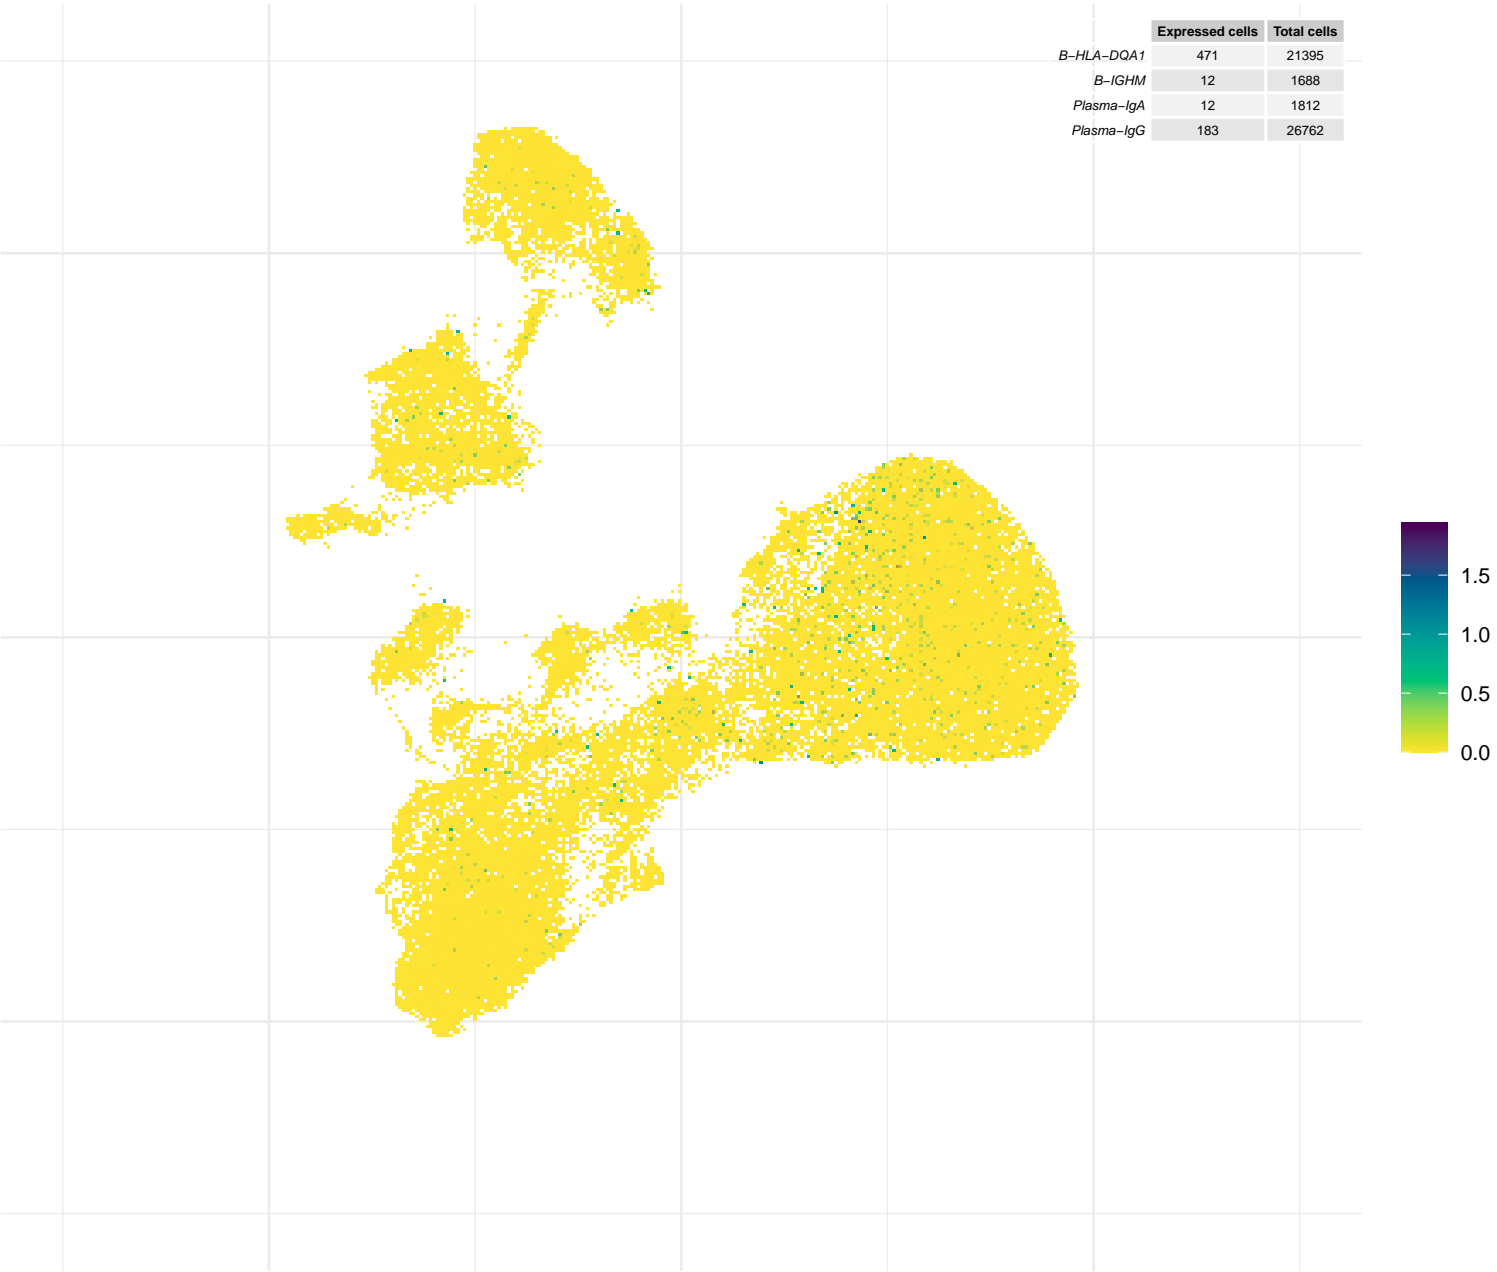 Expressed cells Total cells
B−HLA−DQA1 471 21395
B−IGHM 12 1688
Plasma−IgA 12 1812
Plasma−IgG 183 26762
1.5
1.0
0.5
0.0